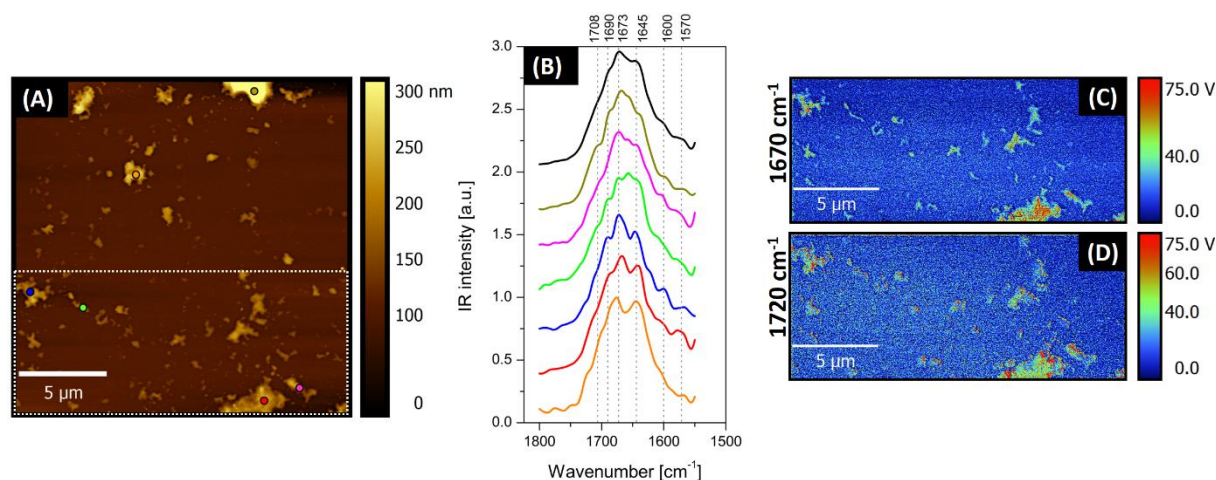 (A)
300 nm
250
200
150
100
0
5 µm
(B)
1708
1690
1673
1645
1600
1570
3.0
2.5
2.0
1.5
1.0
0.5
0.0
IR intensity [a.u.]
1800
1700
1600
1500
Wavenumber [cm⁻¹]
(C)
1670 cm⁻¹
5 µm
75.0 V
40.0
0.0
(D)
1720 cm⁻¹
5 µm
75.0 V
60.0
40.0
0.0